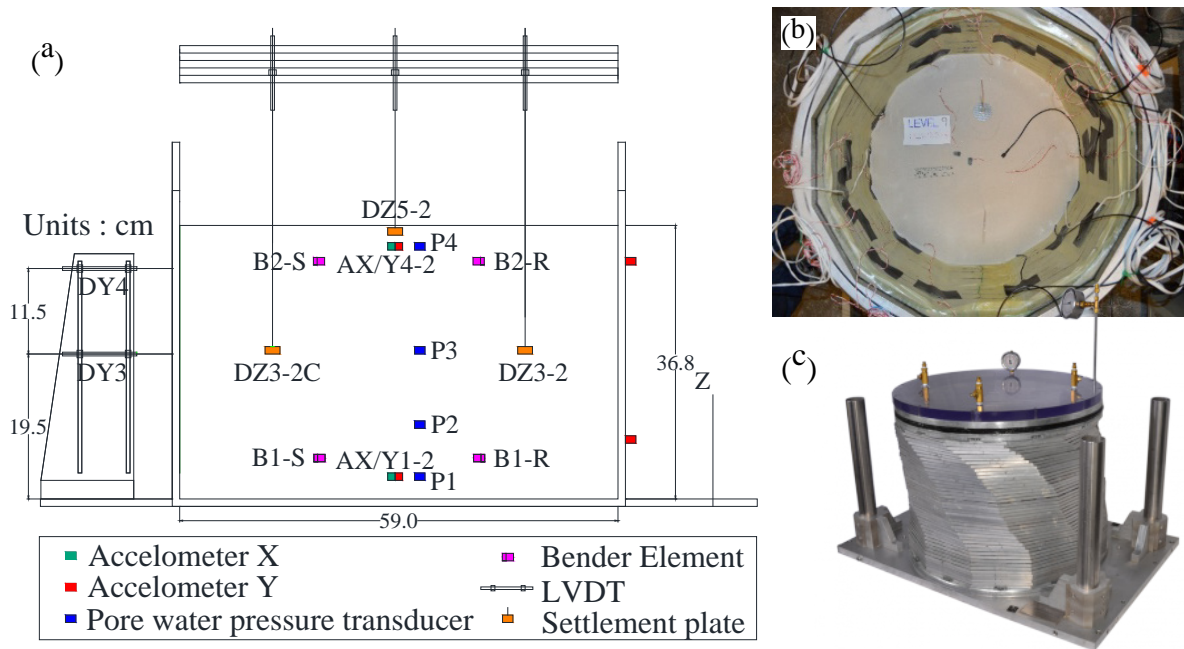 (a)
(b)
Units : cm
DZ5-2
P4
B2-S
AX/Y4-2
B2-R
DY4
11.5
P3
DY3
DZ3-2C
DZ3-2
36.8
Z
19.5
P2
B1-S
AX/Y1-2
B1-R
P1
59.0
LEVEL 9
(c)
Accelometer X
Bender Element
Accelometer Y
LVDT
Pore water pressure transducer
Settlement plate